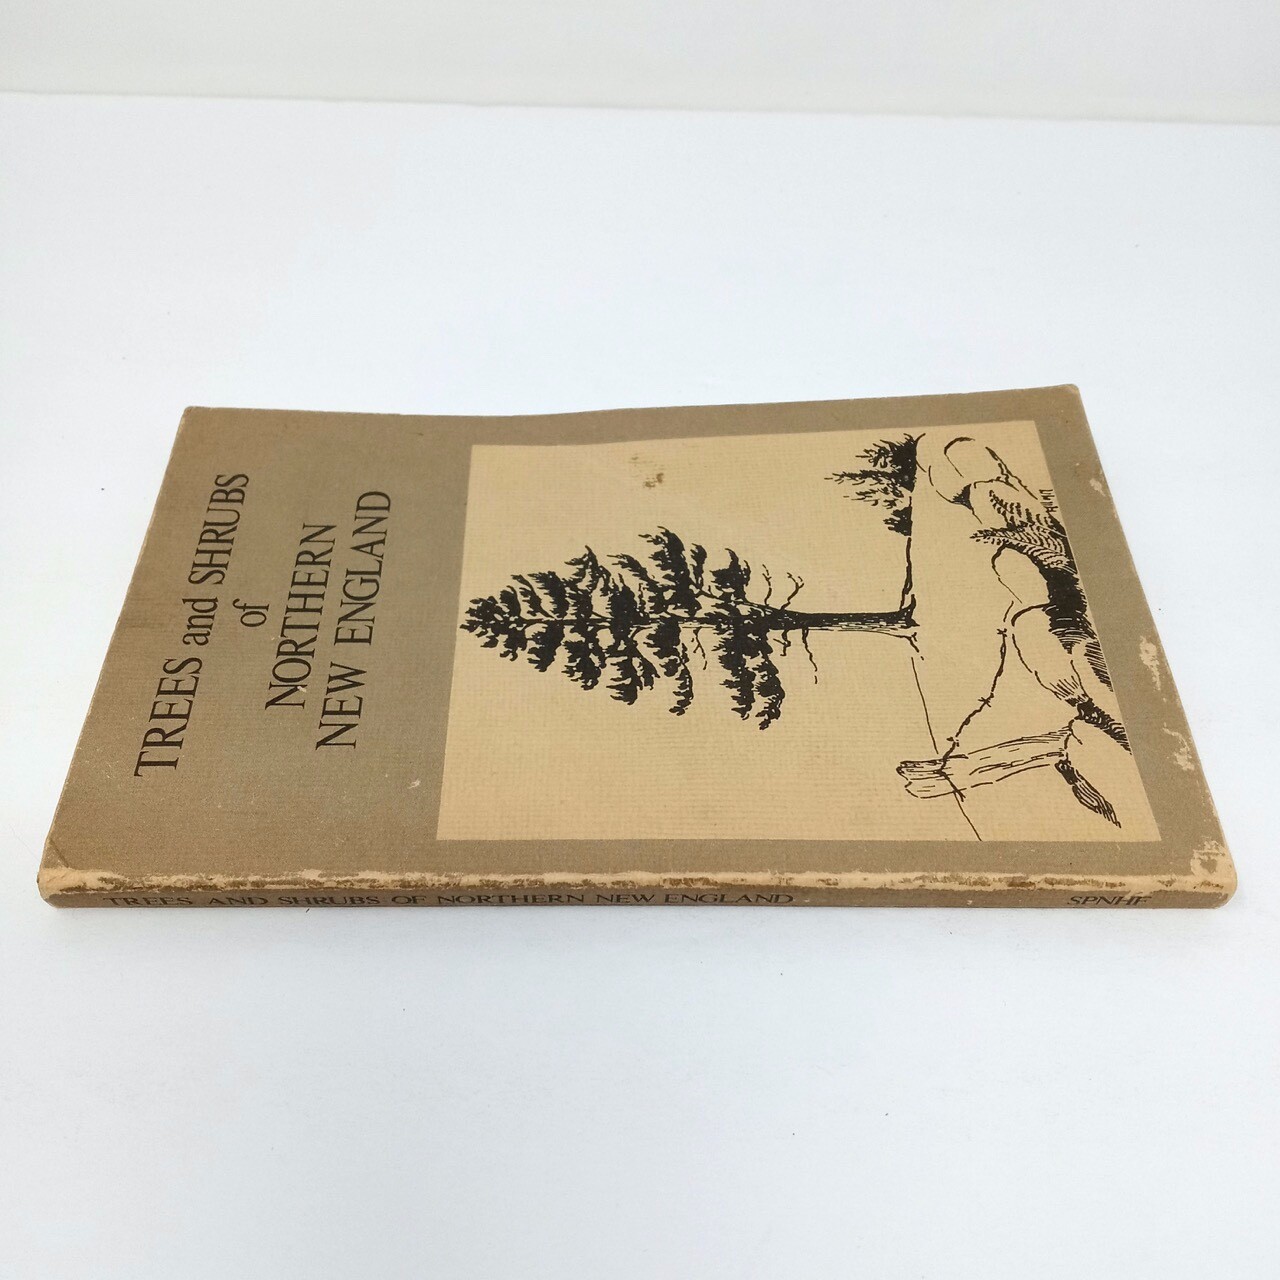 TREES and SHRUBS
of
NORTHERN
NEW ENGLAND
TREES AND SHRUBS OF NORTHERN NEW ENGLAND
SPNHF